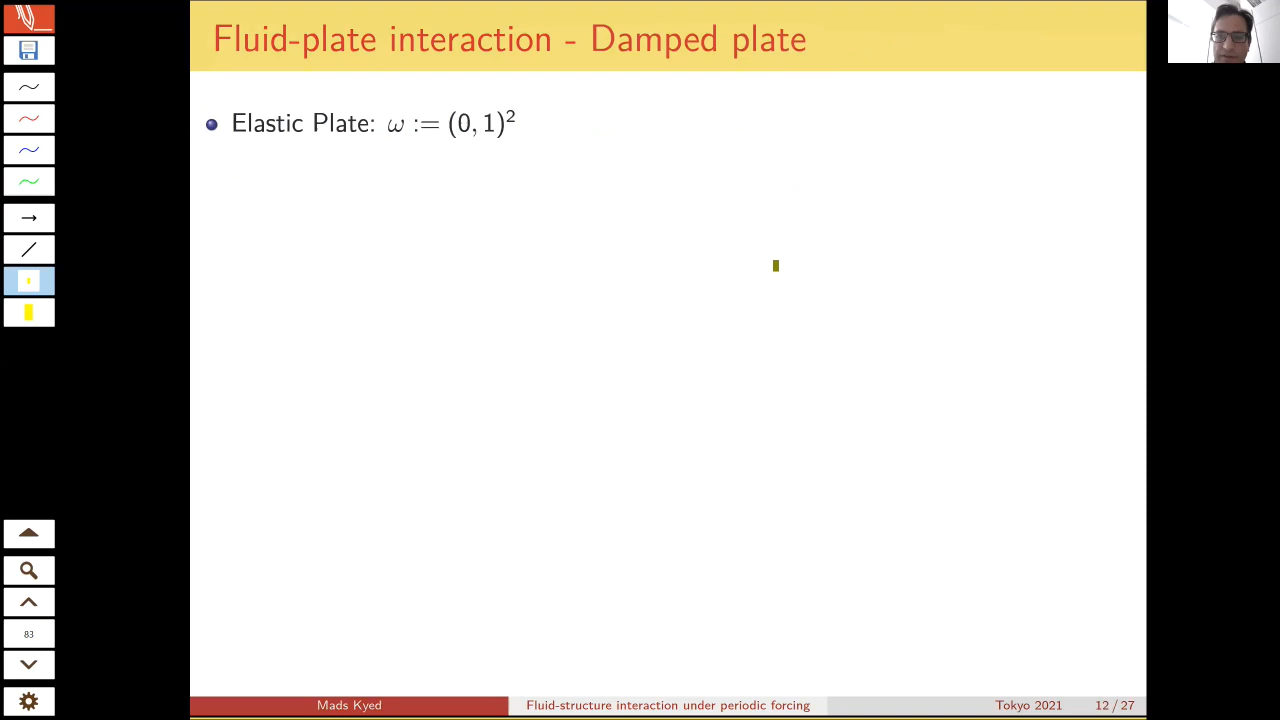 Fluid-plate interaction - Damped plate
Elastic Plate: ω := (0, 1)²
83
Mads Kyed
Fluid-structure interaction under periodic forcing
Tokyo 2021
12 / 27